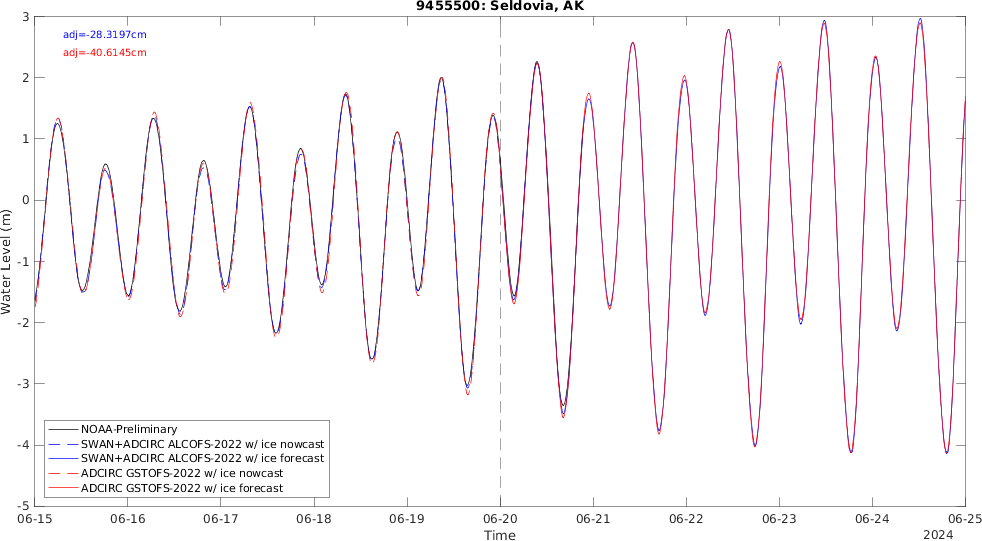 9455500: Seldovia, AK
adj=-28.3197cm
adj=-40.6145cm
3
2
1
0
-1
-2
-3
-4
-5
Water Level (m)
NOAA-Preliminary
SWAN+ADCIRC ALCOFS-2022 w/ ice nowcast
SWAN+ADCIRC ALCOFS-2022 w/ ice forecast
ADCIRC GSTOFS-2022 w/ ice nowcast
ADCIRC GSTOFS-2022 w/ ice forecast
06-15 06-16 06-17 06-18 06-19 06-20 06-21 06-22 06-23 06-24 06-25
Time
2024